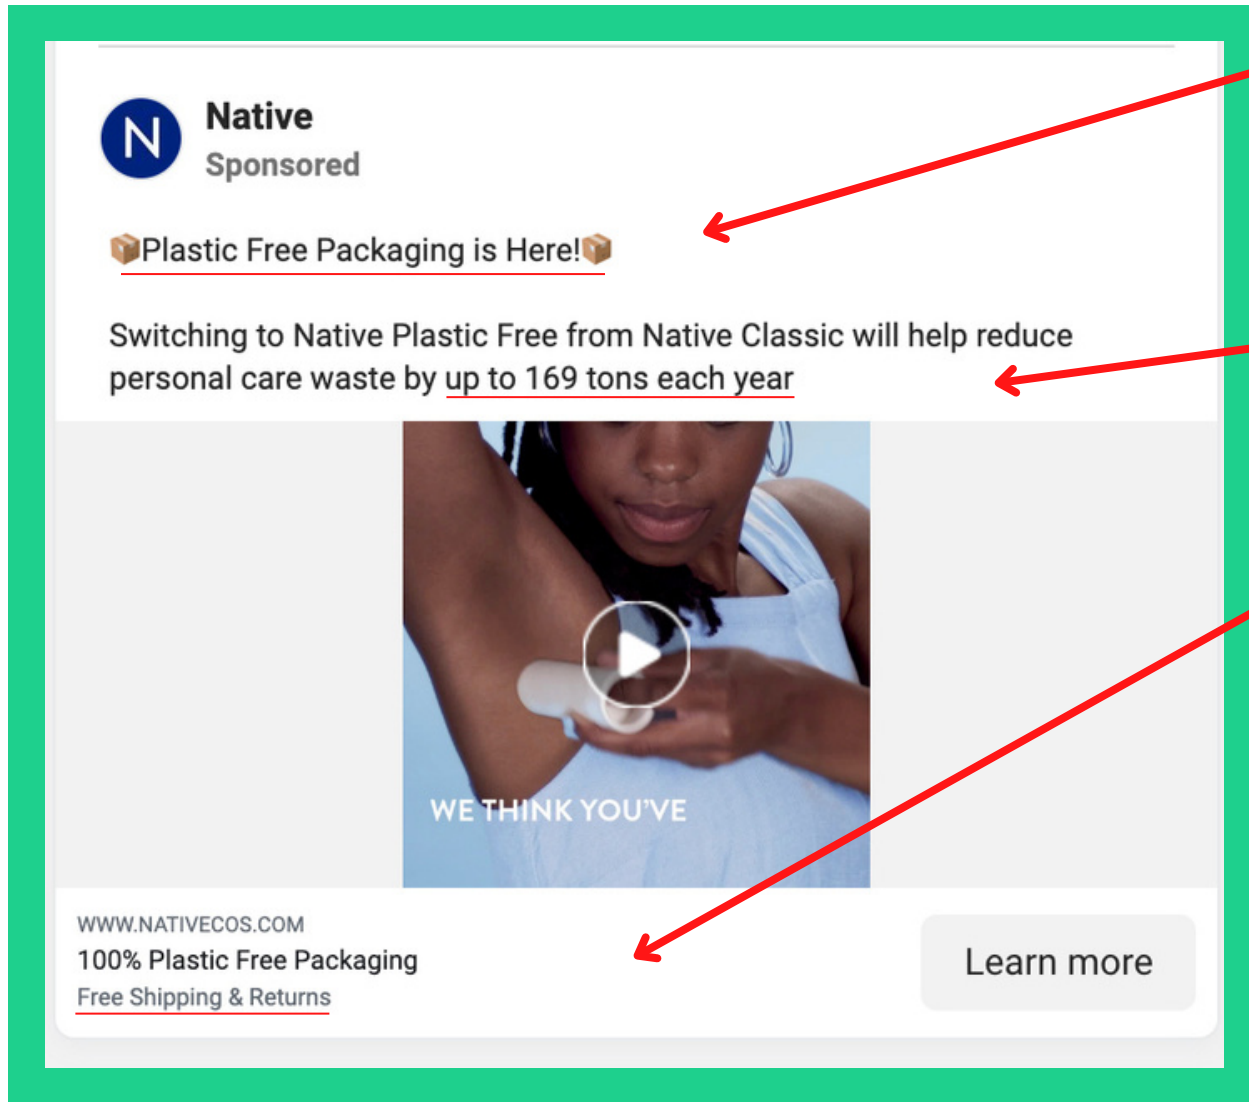 N
Native
Sponsored
📦Plastic Free Packaging is Here!📦
Switching to Native Plastic Free from Native Classic will help reduce
personal care waste by up to 169 tons each year
WE THINK YOU'VE
WWW.NATIVECOS.COM
100% Plastic Free Packaging
Free Shipping & Returns
Learn more